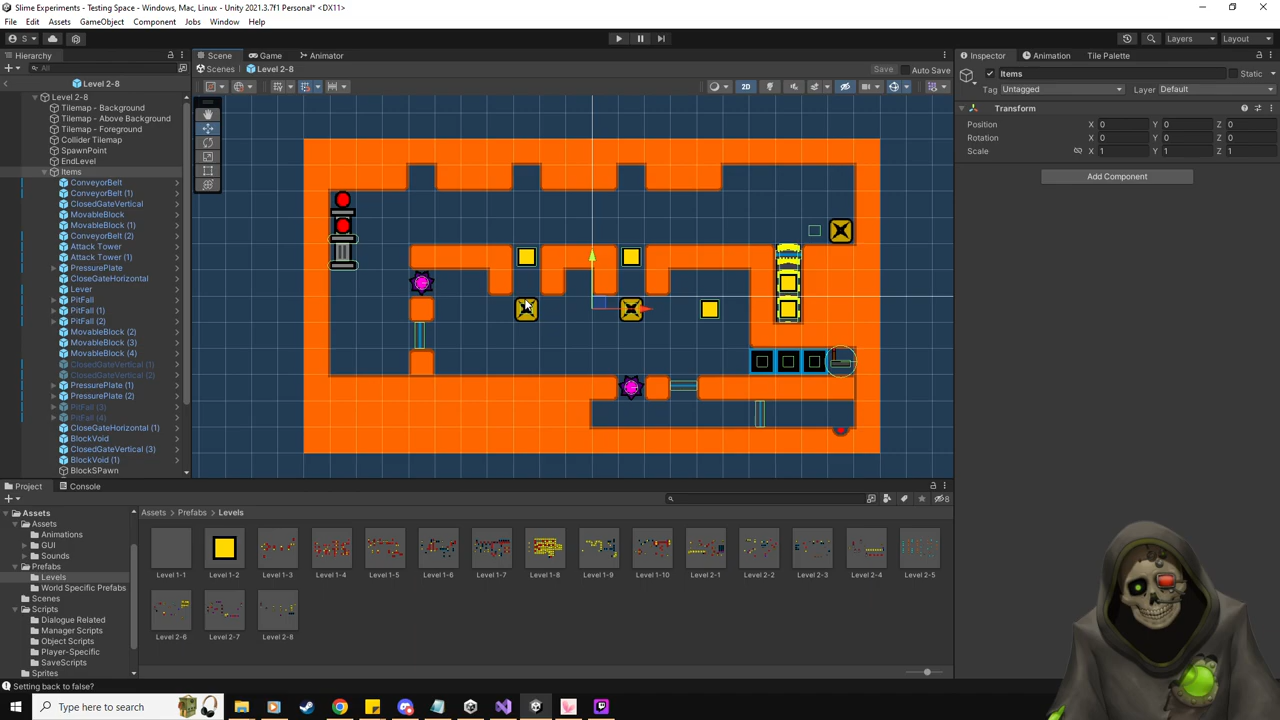 Slime Experiments - Testing Space - Windows, Mac, Linux - Unity 2021.3.7f1 Personal* <DX11>
File Edit Assets GameObject Component Jobs Window Help
S Layers Layout
Hierarchy
All
Level 2-8
Level 2-8
Tilemap - Background
Tilemap - Above Background
Tilemap - Foreground
Collider Tilemap
SpawnPoint
EndLevel
Items
ConveyorBelt
ConveyorBelt (1)
ClosedGateVertical
MovableBlock
MovableBlock (1)
ConveyorBelt (2)
Attack Tower
Attack Tower (1)
PressurePlate
CloseGateHorizontal
Lever
PitFall
PitFall (1)
PitFall (2)
MovableBlock (2)
MovableBlock (3)
MovableBlock (4)
ClosedGateVertical (1)
ClosedGateVertical (2)
PressurePlate (1)
PressurePlate (2)
PitFall (3)
PitFall (4)
CloseGateHorizontal (1)
BlockVoid
ClosedGateVertical (3)
BlockVoid (1)
BlockSPawn
Scene Game Animator
Scenes Level 2-8 Save Auto Save
2D
Inspector Animation Tile Palette
Items Static
Tag Untagged Layer Default
Transform
Position X 0 Y 0 Z 0
Rotation X 0 Y 0 Z 0
Scale X 1 Y 1 Z 1
Add Component
Project Console
8
Assets
Assets
Animations
GUI
Sounds
Prefabs
Levels
World Specific Prefabs
Scenes
Scripts
Dialogue Related
Manager Scripts
Object Scripts
Player-Specific
SaveScripts
Sprites
Assets Prefabs Levels
Level 1-1 Level 1-2 Level 1-3 Level 1-4 Level 1-5 Level 1-6 Level 1-7 Level 1-8 Level 1-9 Level 1-10 Level 2-1 Level 2-2 Level 2-3 Level 2-4 Level 2-5
Level 2-6 Level 2-7 Level 2-8
Setting back to false?
Type here to search